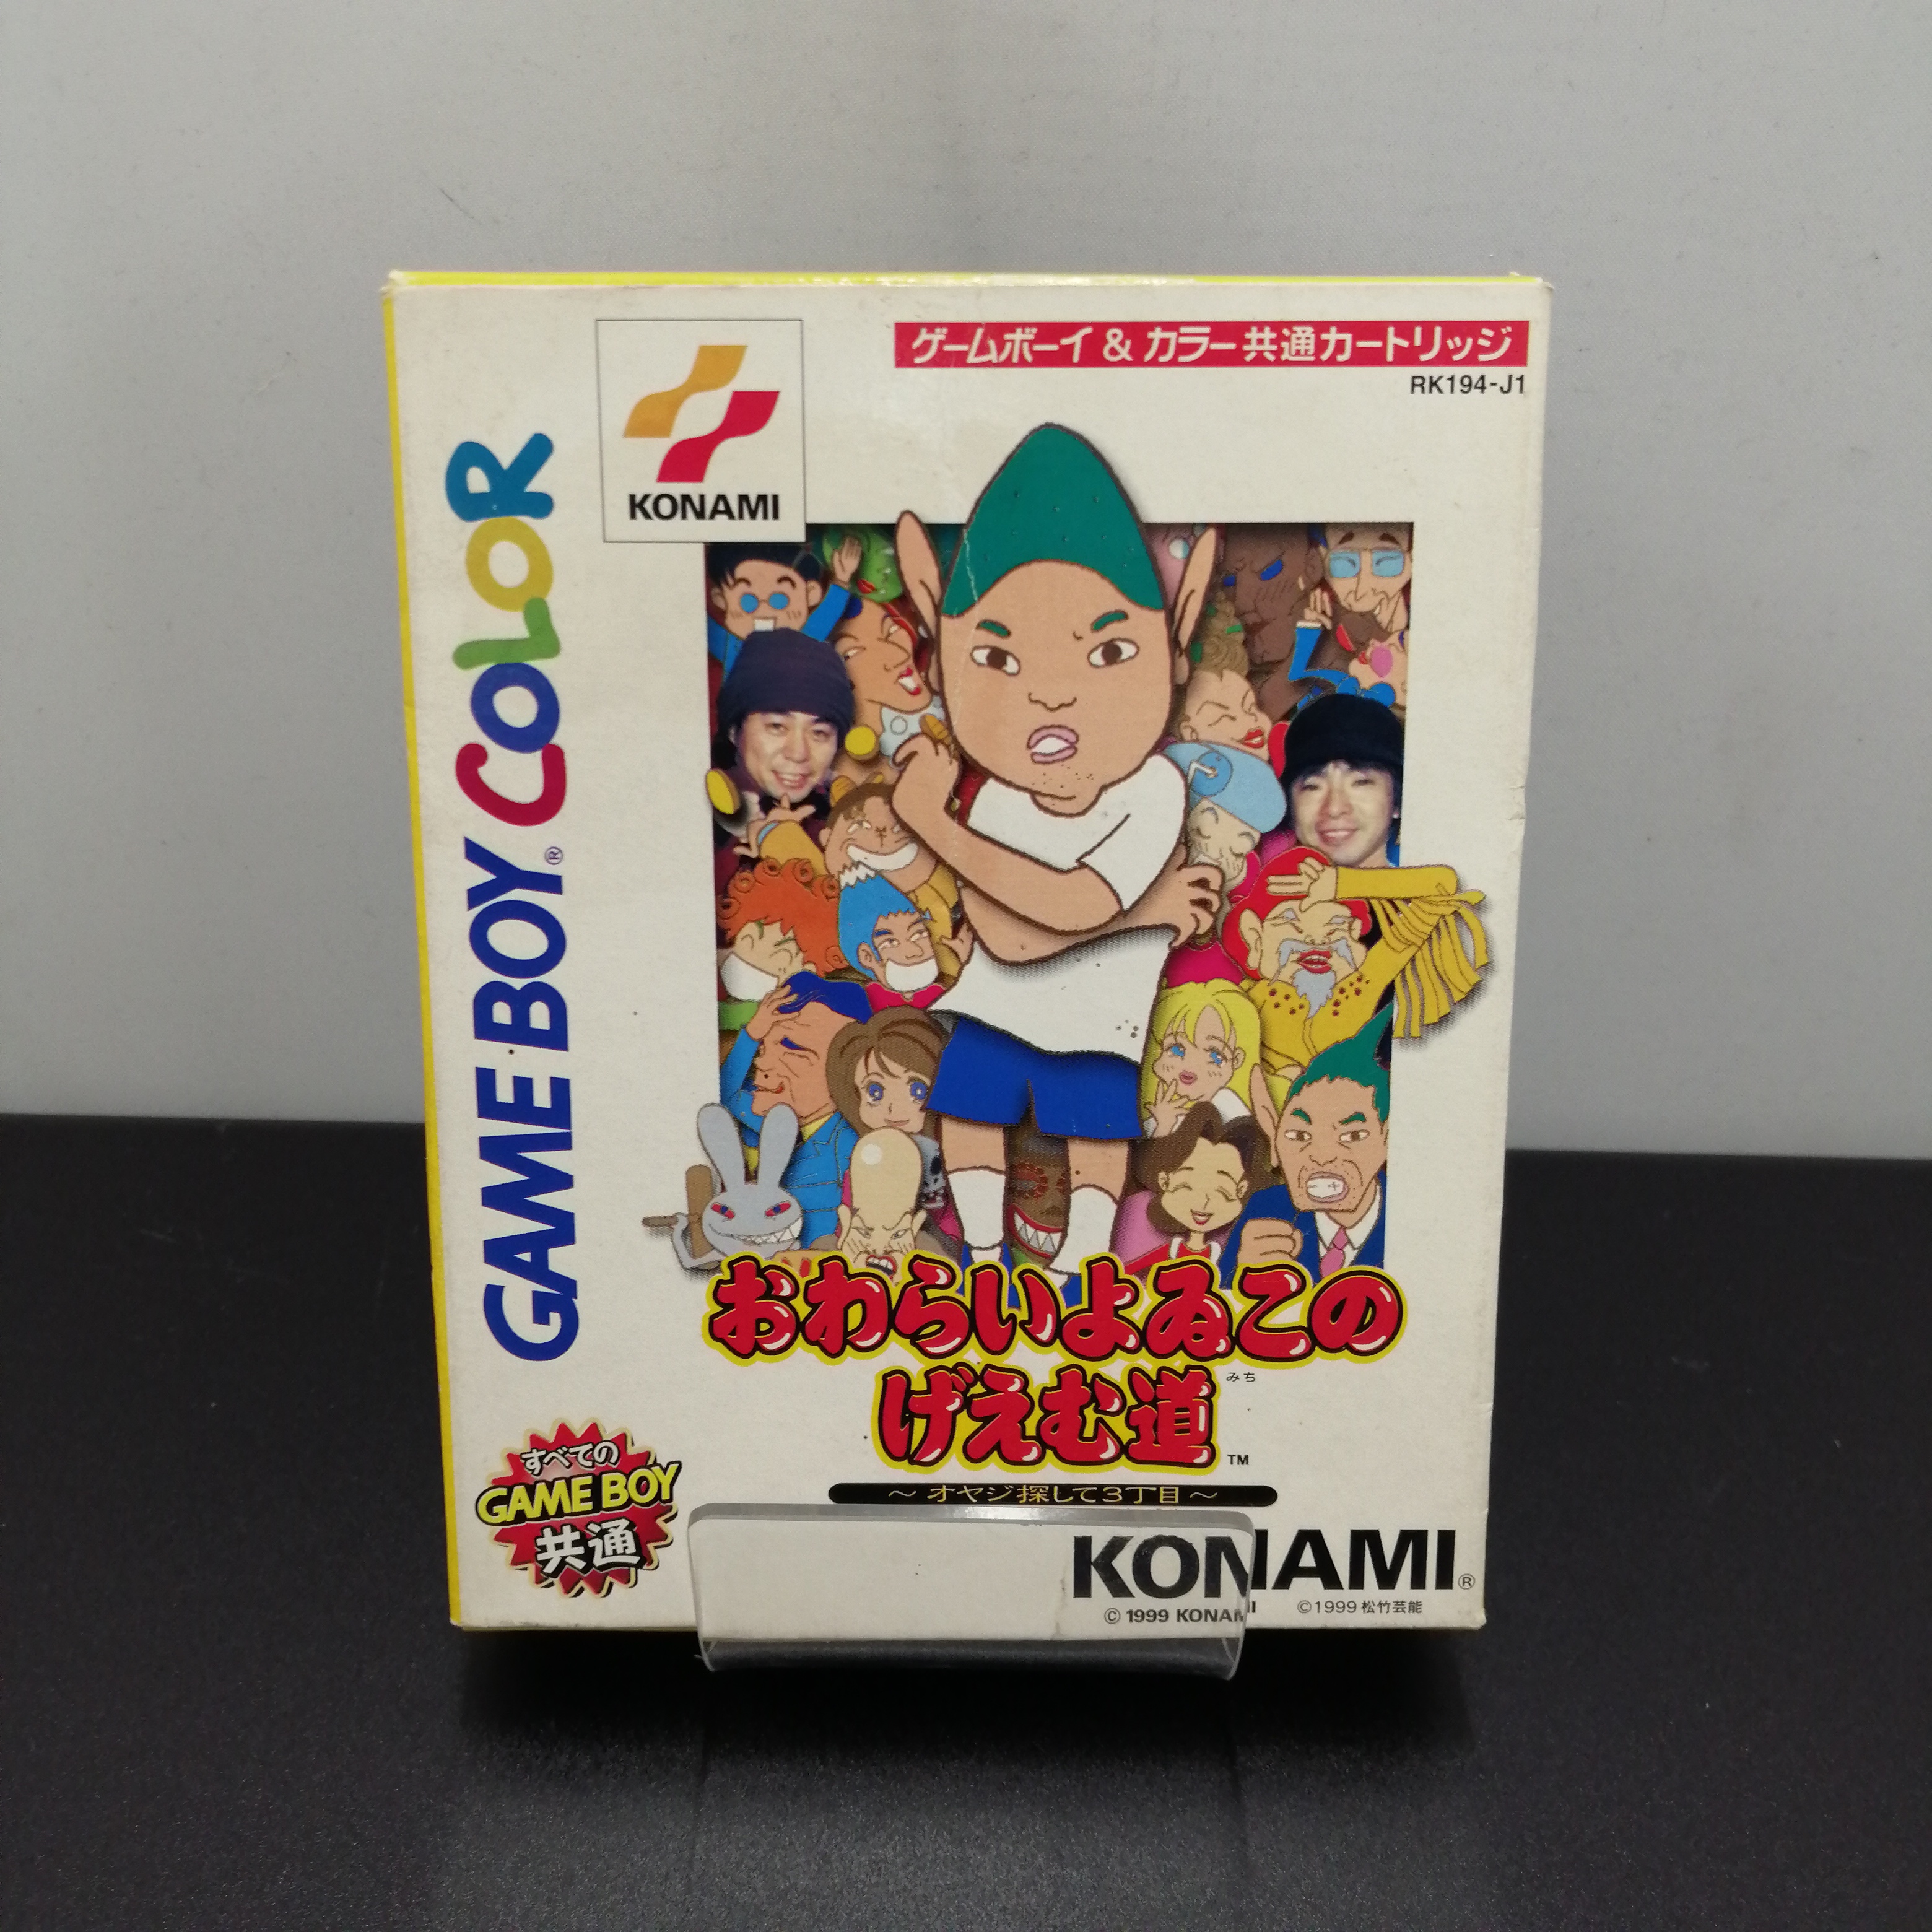 ゲームボーイ & カラー共通カートリッジ
RK194-J1
KONAMI
GAME BOY® COLOR
おわらいよゐこの
げえむ道
みち
TM
～オヤジ探して3丁目～
すべての
GAME BOY
共通
KONAMI®
© 1999 KONAMI ©1999 松竹芸能